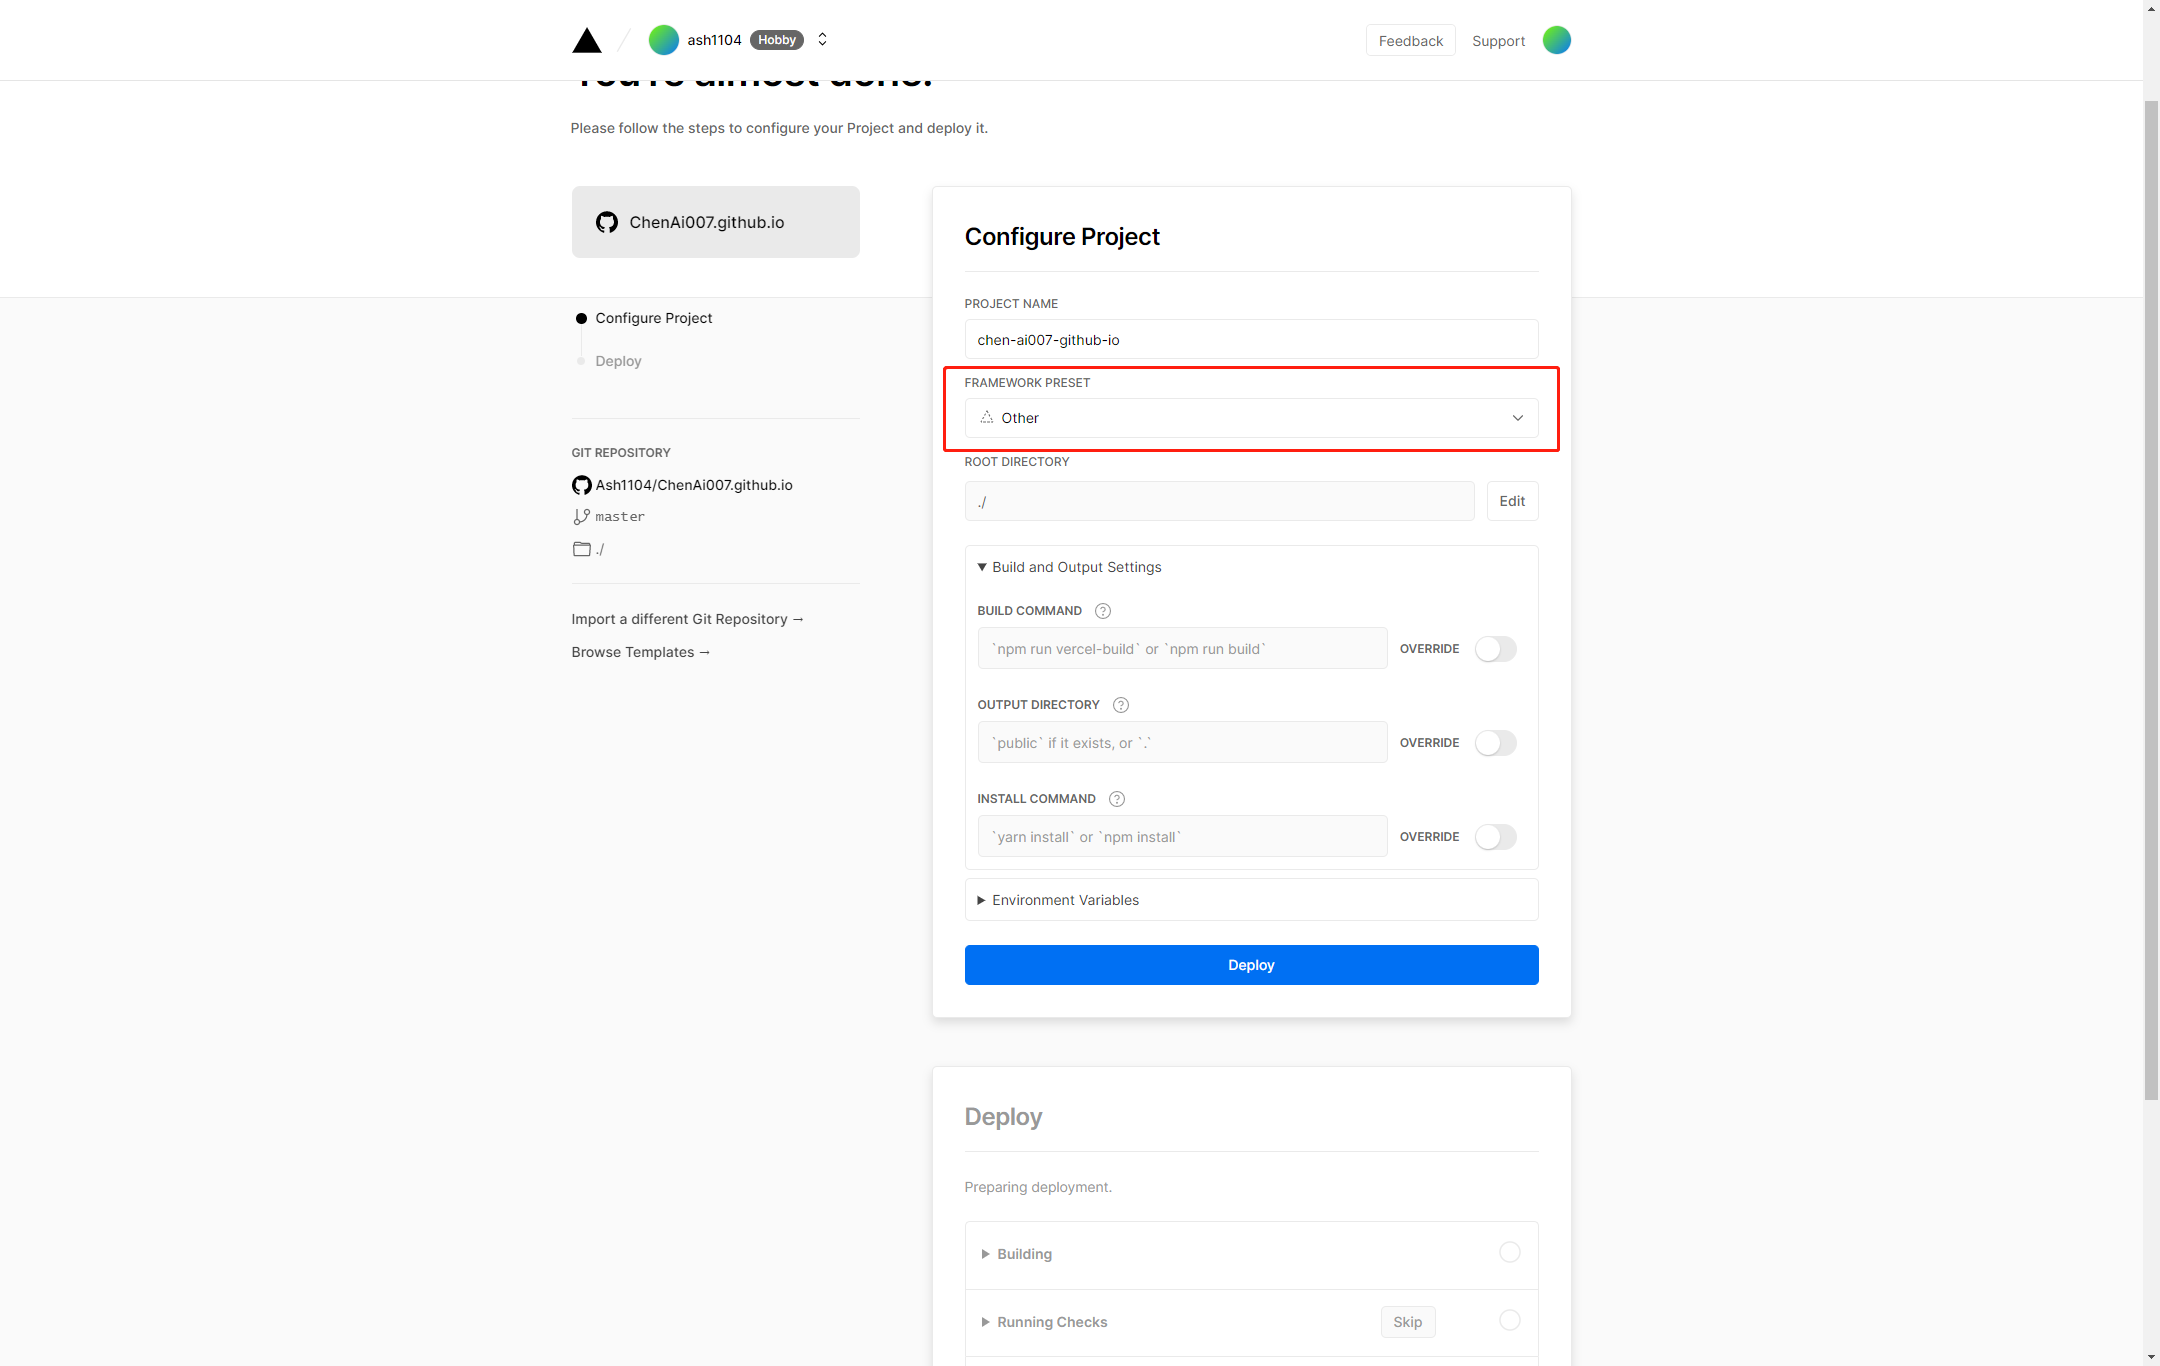 ash1104 Hobby
Feedback Support
You're almost done.
Please follow the steps to configure your Project and deploy it.
ChenAi007.github.io
Configure Project
Deploy
GIT REPOSITORY
Ash1104/ChenAi007.github.io
master
./
Import a different Git Repository →
Browse Templates →
Configure Project
PROJECT NAME
chen-ai007-github-io
FRAMEWORK PRESET
Other
ROOT DIRECTORY
./ Edit
Build and Output Settings
BUILD COMMAND ?
`npm run vercel-build` or `npm run build` OVERRIDE
OUTPUT DIRECTORY ?
`public` if it exists, or `.` OVERRIDE
INSTALL COMMAND ?
`yarn install` or `npm install` OVERRIDE
Environment Variables
Deploy
Deploy
Preparing deployment.
Building
Running Checks Skip